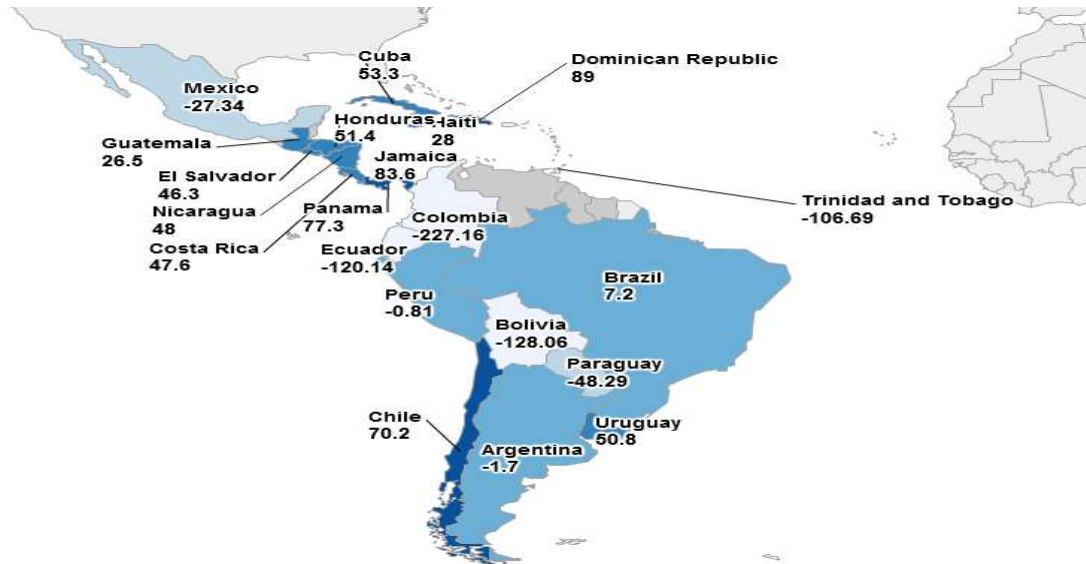 Cuba
53.3
Dominican Republic
89
Mexico
-27.34
Honduras
51.4
Haiti
28
Guatemala
26.5
Jamaica
83.6
El Salvador
46.3
Nicaragua
48
Panama
77.3
Costa Rica
47.6
Trinidad and Tobago
-106.69
Colombia
-227.16
Ecuador
-120.14
Brazil
7.2
Peru
-0.81
Bolivia
-128.06
Paraguay
-48.29
Chile
70.2
Uruguay
50.8
Argentina
-1.7